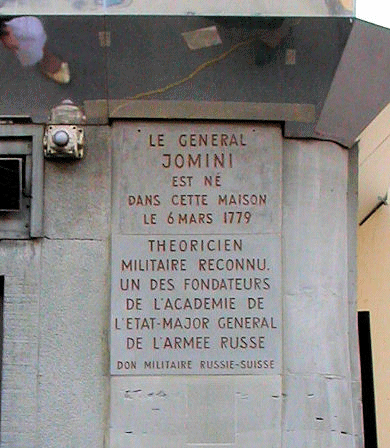 LE GENERAL
JOMINI
EST NÉ
DANS CETTE MAISON
LE 6 MARS 1779
THEORICIEN
MILITAIRE RECONNU.
UN DES FONDATEURS
DE L'ACADEMIE DE
L'ETAT-MAJOR GENERAL
DE L'ARMEE RUSSE
DON MILITAIRE RUSSIE-SUISSE